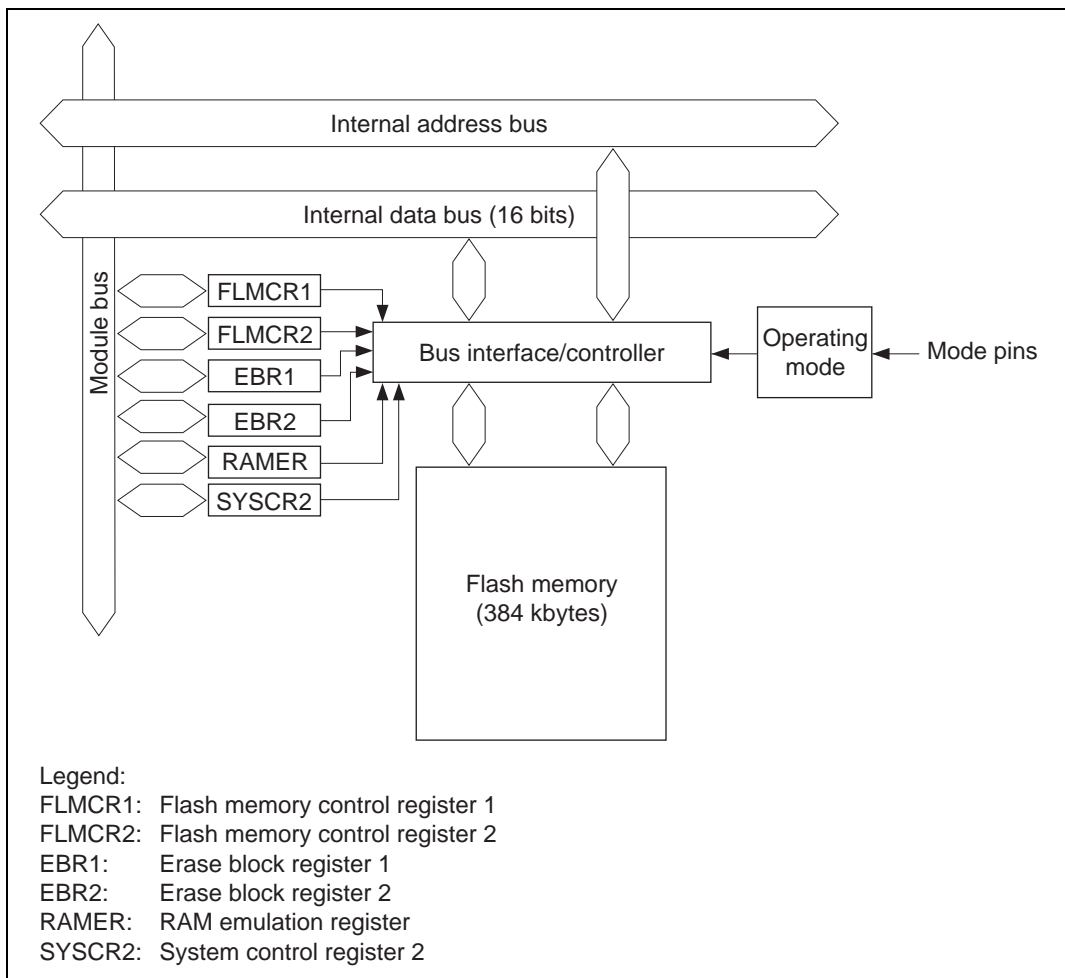 Internal address bus
Internal data bus (16 bits)
Module bus
FLMCR1
FLMCR2
EBR1
EBR2
RAMER
SYSCR2
Bus interface/controller
Operating
mode
Mode pins
Flash memory
(384 kbytes)
Legend:
FLMCR1: Flash memory control register 1
FLMCR2: Flash memory control register 2
EBR1: Erase block register 1
EBR2: Erase block register 2
RAMER: RAM emulation register
SYSCR2: System control register 2